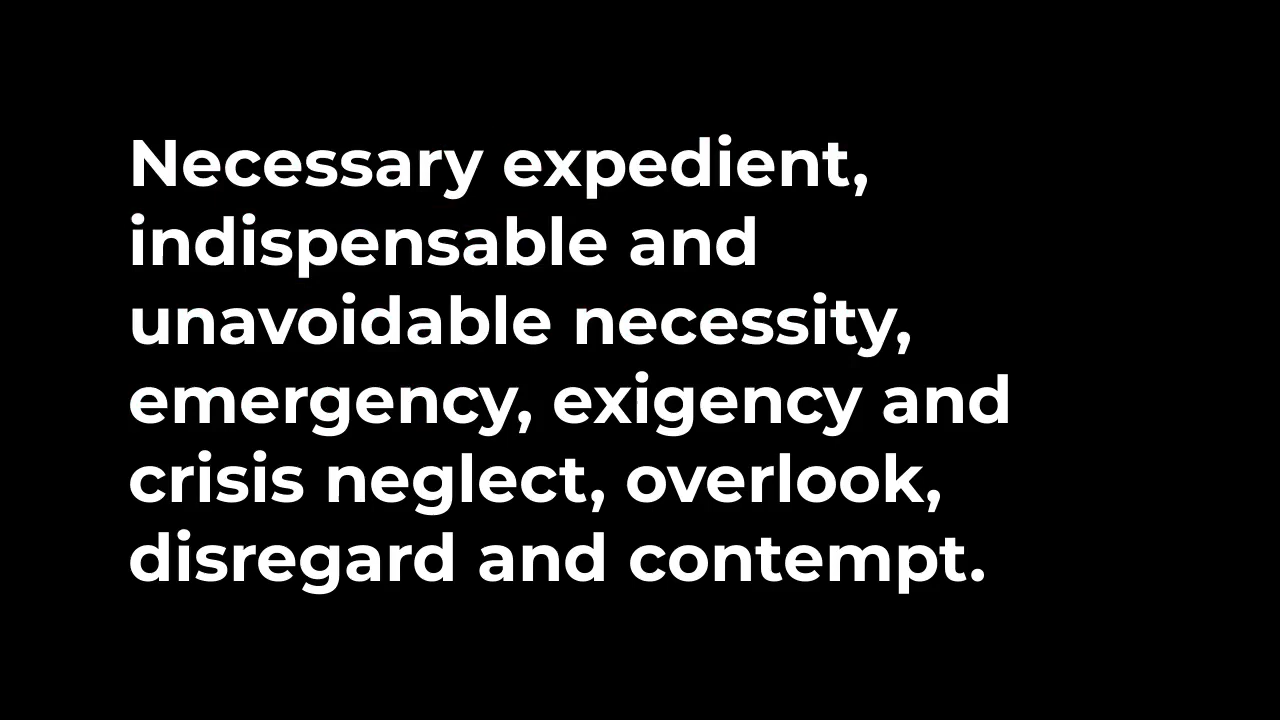 Necessary expedient,
indispensable and
unavoidable necessity,
emergency, exigency and
crisis neglect, overlook,
disregard and contempt.